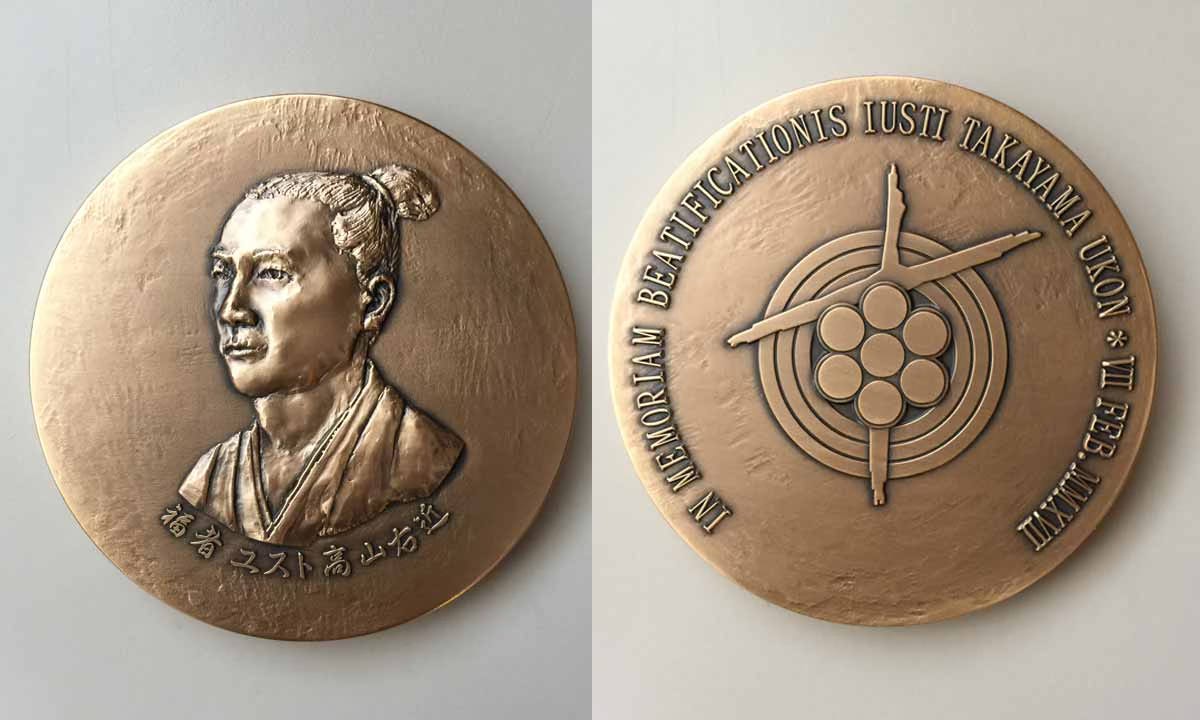 福者 ユスト高山右近
IN MEMORIAM BEATIFICATIONIS IUSTI TAKAYAMA UKON * VII FEB. MMXVII